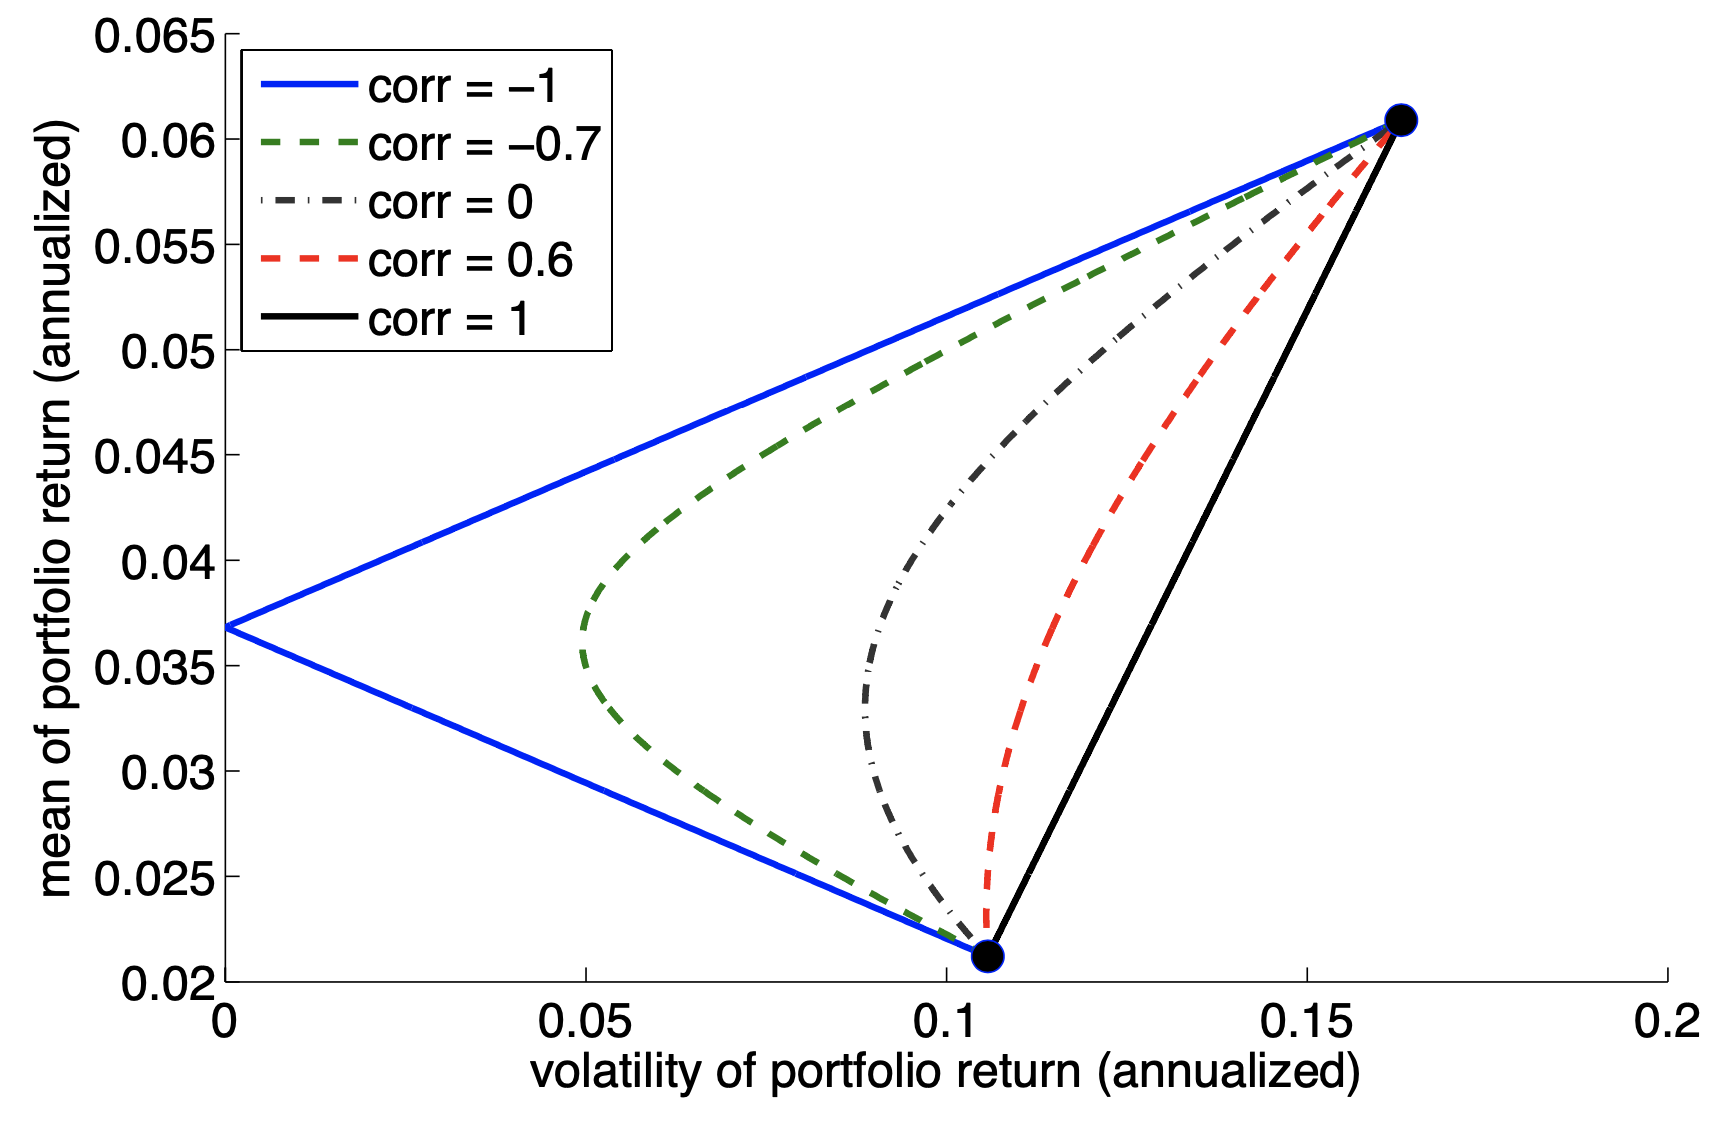 0.065
corr = −1
0.06
corr = −0.7
0.055
corr = 0
corr = 0.6
0.05
corr = 1
0.045
0.04
0.035
0.03
0.025
0.02
mean of portfolio return (annualized)
0 0.05 0.1 0.15 0.2
volatility of portfolio return (annualized)